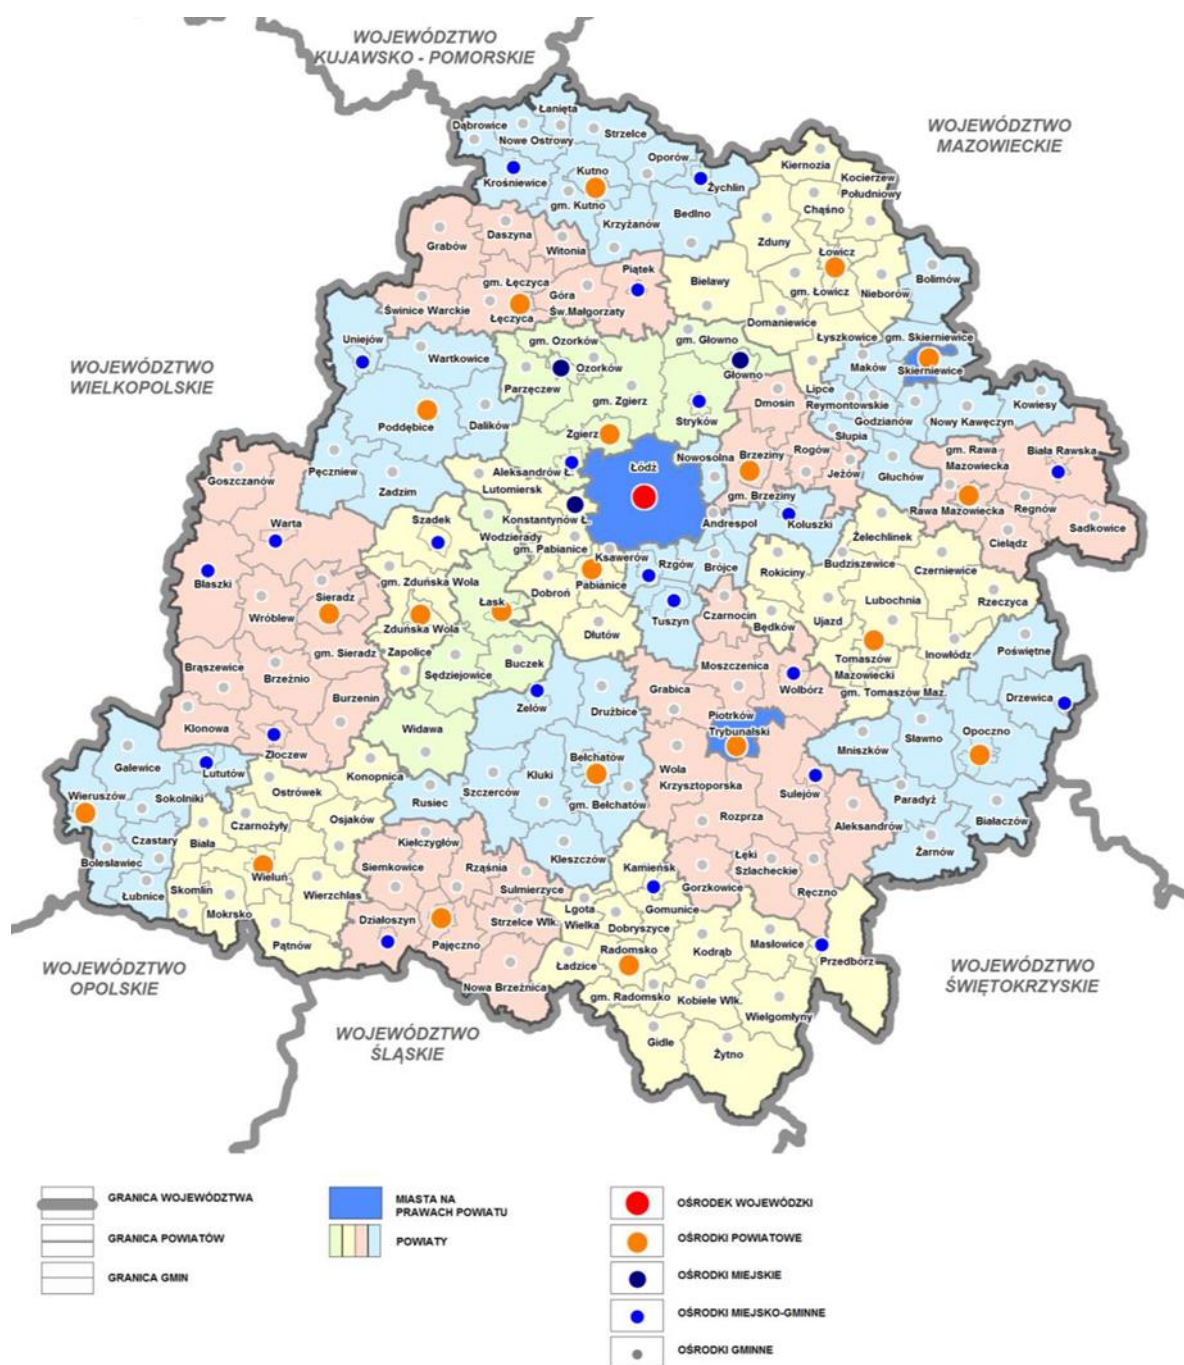 WOJEWÓDZTWO
KUJAWSKO - POMORSKIE
WOJEWÓDZTWO
MAZOWIECKIE
Łanięta
Dąbrowice
Nowe Ostrowy
Strzelce
Oporów
Kutno
Krośniewice
Żychlin
gm. Kutno
Krzyżanów
Bedlno
Kiernozia
Kocierzew
Południowy
Chąśno
Zduny
Łowicz
Bielawy
gm. Łowicz
Nieborów
Bolimów
Domaniewice
Łyszkowice
Grabów
Daszyna
Witonia
Piątek
gm. Łęczyca
Góra
Św.Małgorzaty
Świnice Warckie
Łęczyca
WOJEWÓDZTWO
WIELKOPOLSKIE
Uniejów
Wartkowice
gm. Ozorków
Ozorków
Parzęczew
gm. Zgierz
gm. Głowno
Głowno
Stryków
gm. Skierniewice
Skierniewice
Maków
Lipce
Reymontowskie
Godzianów
Słupia
Nowy Kawęczyn
Kowiesy
Głuchów
Dmosin
Poddębice
Dalików
Zgierz
Pęczniew
Zadzim
Aleksandrów Ł.
Łódź
Nowosolna
Brzeziny
Rogów
Jeżów
gm. Brzeziny
gm. Rawa
Mazowiecka
Biała Rawska
Rawa Mazowiecka
Regnów
Sadkowice
Cielądz
Goszczanów
Warta
Lutomiersk
Konstantynów Ł.
Szadek
Wodzierady
gm. Pabianice
Ksawerów
Pabianice
Andrespol
Koluszki
Rzgów
Brójce
Tuszyn
Żelechlinek
Budziszewice
Czerniewice
Rokiciny
Lubochnia
Rzeczyca
Ujazd
Będków
Inowłódz
Tomaszów
Mazowiecki
gm. Tomaszów Maz.
Błaszki
Sieradz
Wróblew
gm. Sieradz
gm. Zduńska Wola
Zduńska Wola
Zapolice
Łask
Dobroń
Dłutów
Buczek
Sędziejowice
Czarnocin
Moszczenica
Wolbórz
Grabica
Poświętne
Drzewica
Brąszewice
Brzeźnio
Burzenin
Klonowa
Złoczew
Widawa
Zelów
Drużbice
Piotrków
Trybunalski
Mniszków
Sławno
Opoczno
Galewice
Lututów
Konopnica
Ostrówek
Wieruszów
Sokolniki
Czarnożyły
Osjaków
Rusiec
Szczerców
Kluki
Bełchatów
gm. Bełchatów
Wola
Krzysztoporska
Sulejów
Rozprza
Aleksandrów
Paradyż
Białaczów
Żarnów
Czastary
Bolesławiec
Biała
Wieluń
Łubnice
Skomlin
Mokrsko
Wierzchlas
Pątnów
Kiełczygłów
Siemkowice
Rząśnia
Sulmierzyce
Kleszczów
Kamieńsk
Gorzkowice
Łęki
Szlacheckie
Ręczno
Działoszyn
Pajęczno
Strzelce Wlk.
Nowa Brzeźnica
Lgota
Wielka
Gomunice
Dobryszyce
Radomsko
Ładzice
Kodrąb
Masłowice
Przedbórz
gm. Radomsko
Kobiele Wlk.
Wielgomłyny
Gidle
Żytno
WOJEWÓDZTWO
OPOLSKIE
WOJEWÓDZTWO
ŚLĄSKIE
WOJEWÓDZTWO
ŚWIĘTOKRZYSKIE
GRANICA WOJEWÓDZTWA
GRANICA POWIATÓW
GRANICA GMIN
MIASTA NA
PRAWACH POWIATU
POWIATY
OŚRODEK WOJEWÓDZKI
OŚRODKI POWIATOWE
OŚRODKI MIEJSKIE
OŚRODKI MIEJSKO-GMINNE
OŚRODKI GMINNE